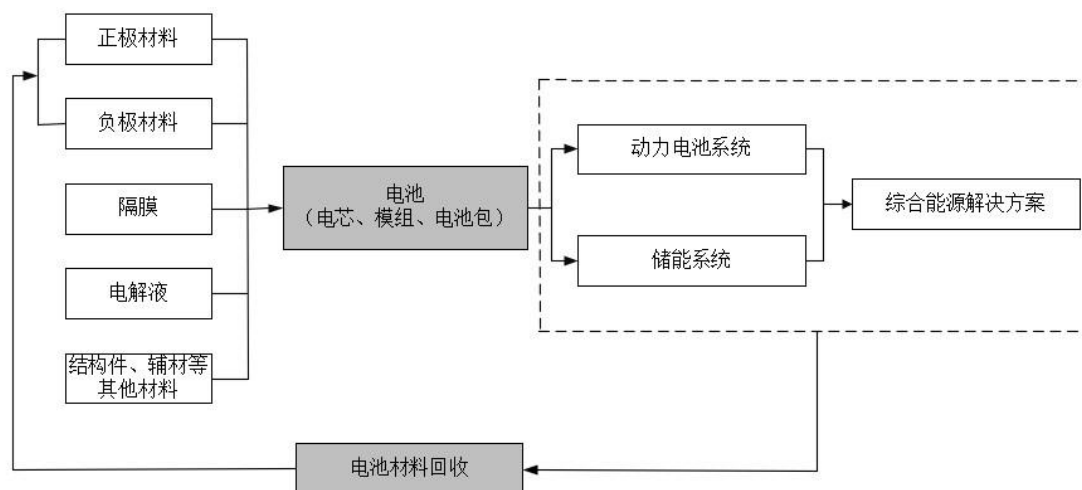 正极材料
负极材料
隔膜
电解液
结构件、辅材等
其他材料
电池
（电芯、模组、电池包）
动力电池系统
储能系统
综合能源解决方案
电池材料回收